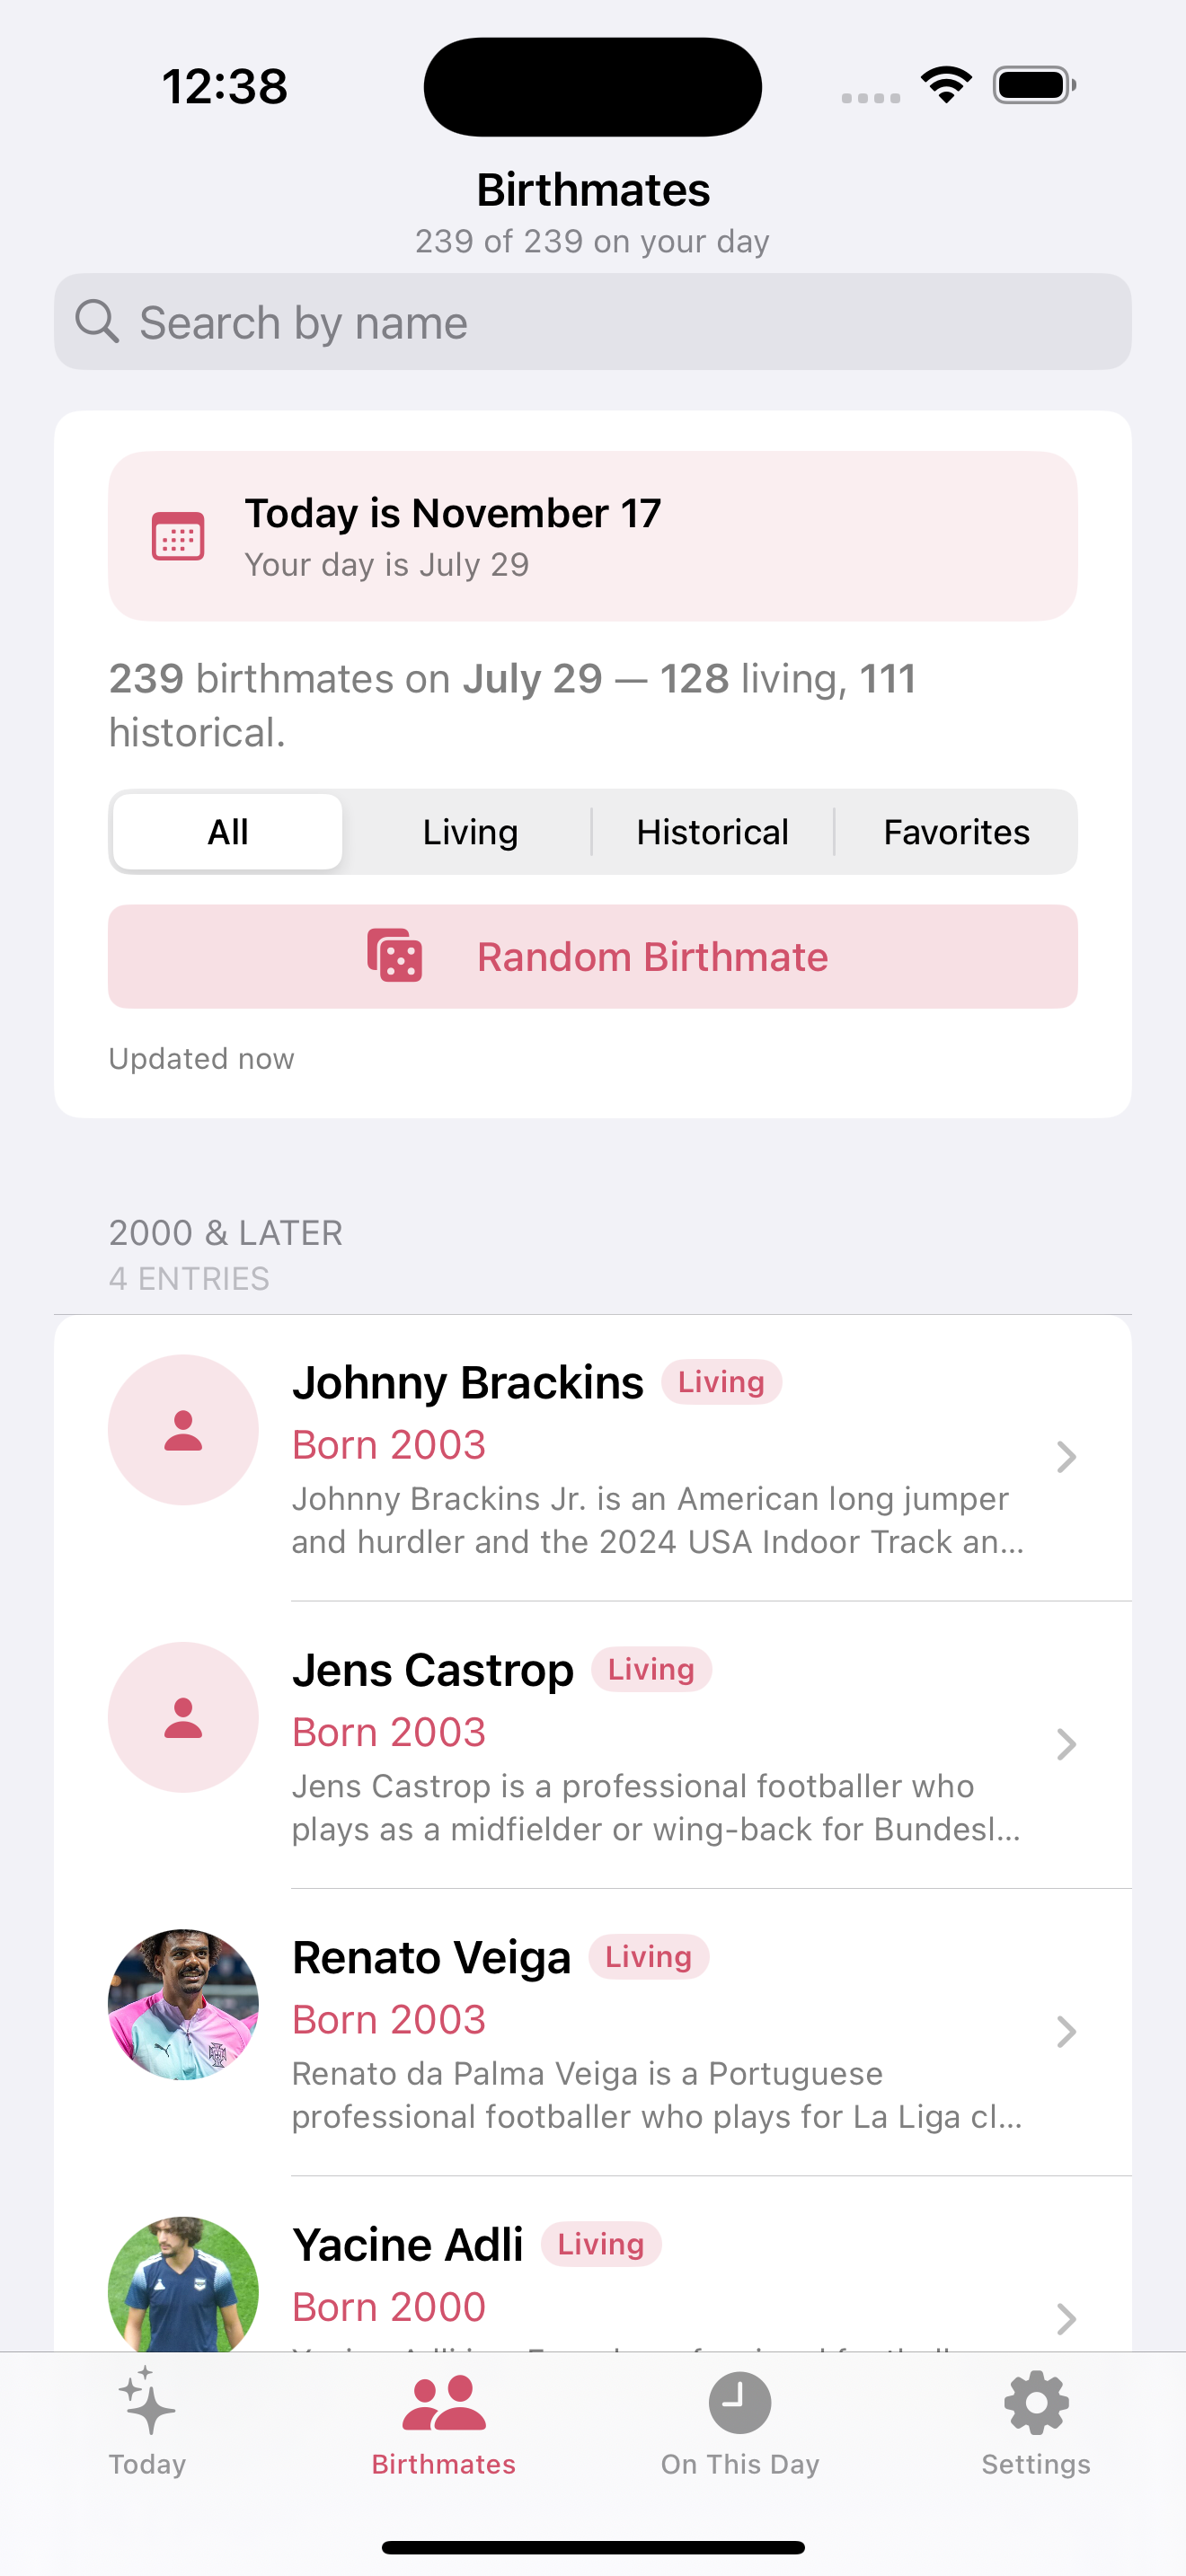 12:38
Birthmates
239 of 239 on your day
Search by name
Today is November 17
Your day is July 29
239 birthmates on July 29 — 128 living, 111
historical.
All
Living
Historical
Favorites
Random Birthmate
Updated now
2000 & LATER
4 ENTRIES
Johnny Brackins
Living
Born 2003
Johnny Brackins Jr. is an American long jumper
and hurdler and the 2024 USA Indoor Track an...
Jens Castrop
Living
Born 2003
Jens Castrop is a professional footballer who
plays as a midfielder or wing-back for Bundesl...
Renato Veiga
Living
Born 2003
Renato da Palma Veiga is a Portuguese
professional footballer who plays for La Liga cl...
Yacine Adli
Living
Born 2000
Today
Birthmates
On This Day
Settings